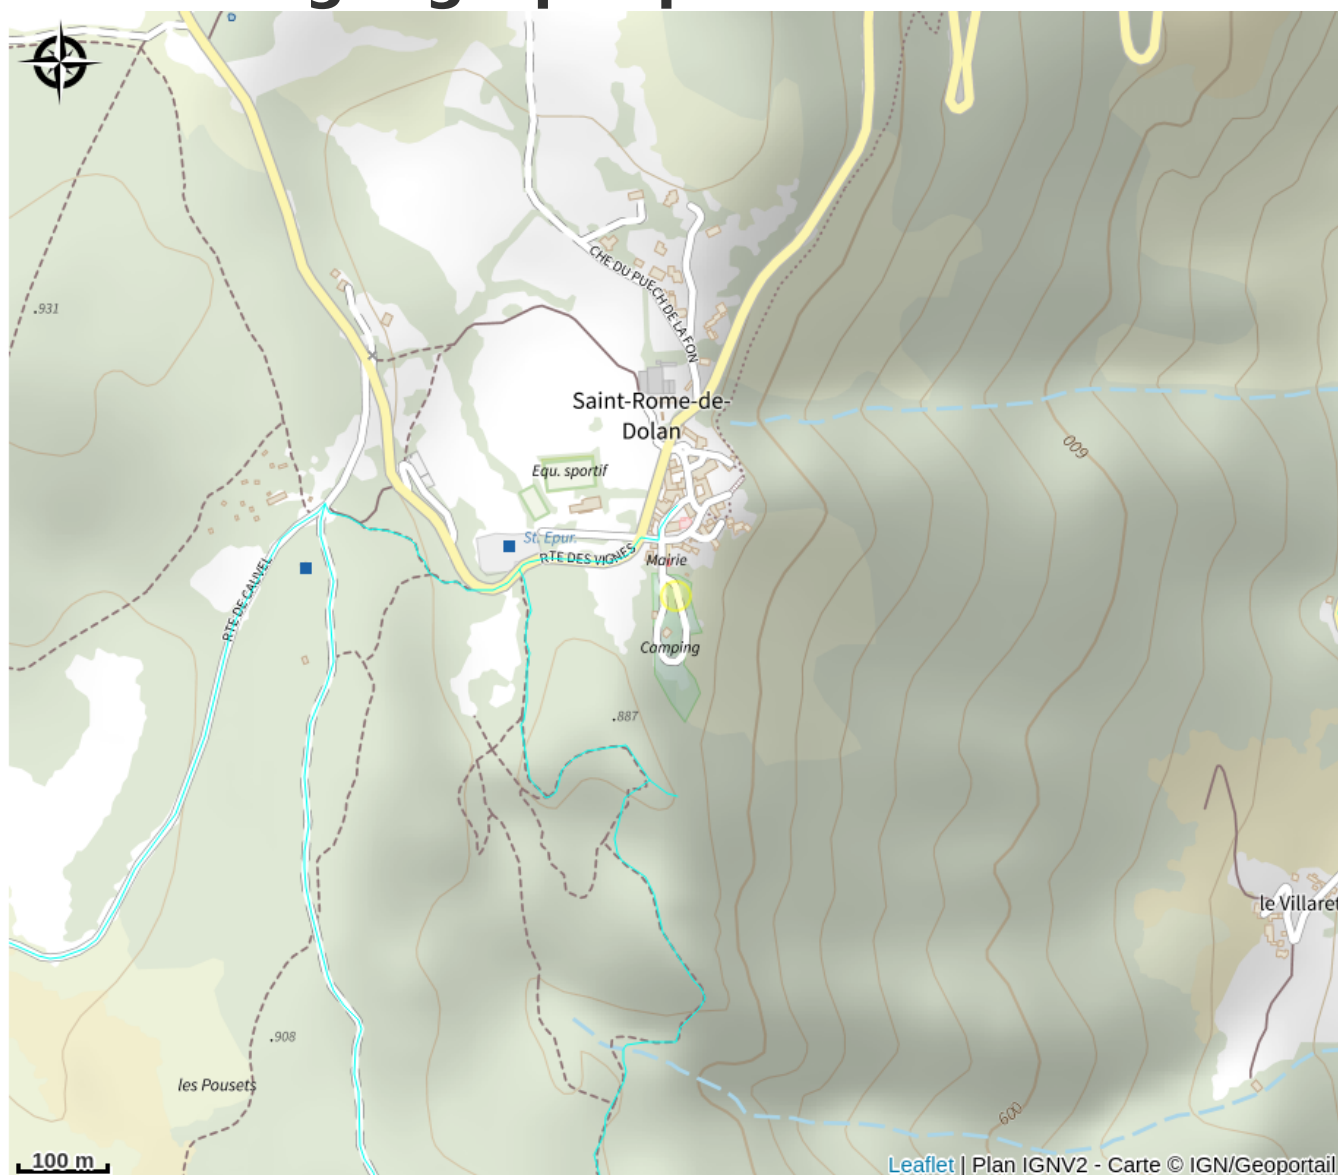 .931
CHE DU PUECH DE LA FON
Saint-Rome-de-
Dolan
600
Equ. sportif
St. Epur.
RTE DES VIGNES
Mairie
RTE DE CAUVEL
Camping
.887
le Villaret
.908
les Pousets
600
100 m
Leaflet | Plan IGNV2 - Carte © IGN/Geoportail